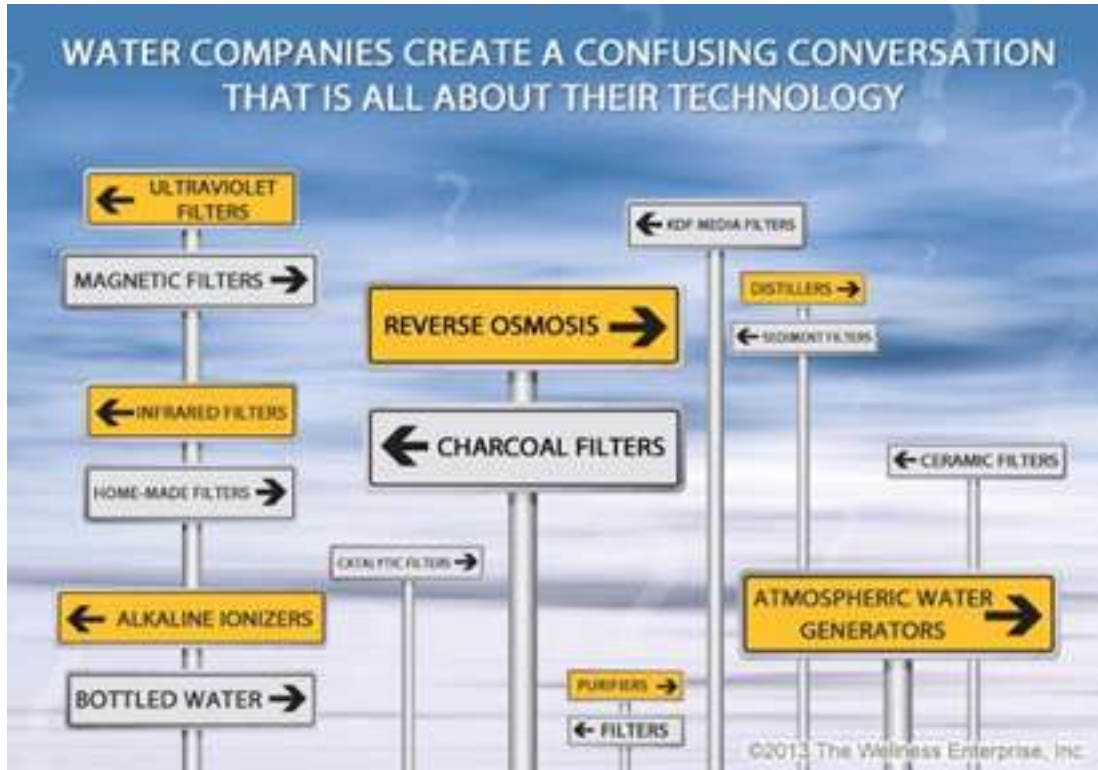 WATER COMPANIES CREATE A CONFUSING CONVERSATION
THAT IS ALL ABOUT THEIR TECHNOLOGY
ULTRAVIOLET
FILTERS
MAGNETIC FILTERS
INFRARED FILTERS
HOME-MADE FILTERS
ALKALINE IONIZERS
BOTTLED WATER
REVERSE OSMOSIS
CHARCOAL FILTERS
CATALYTIC FILTERS
KDF MEDIA FILTERS
DISTILLERS
SEDIMENT FILTERS
CERAMIC FILTERS
ATMOSPHERIC WATER
GENERATORS
PURIFIERS
FILTERS
©2013 The Wellness Enterprise, Inc